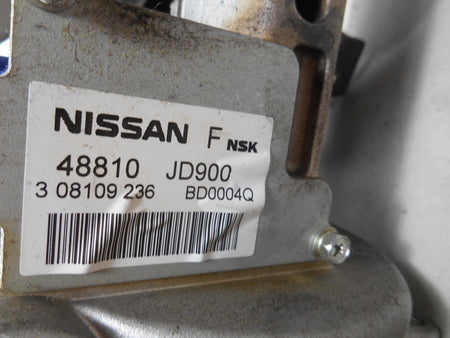 NISSAN F NSK
48810 JD900
3 08109 236 BD0004Q